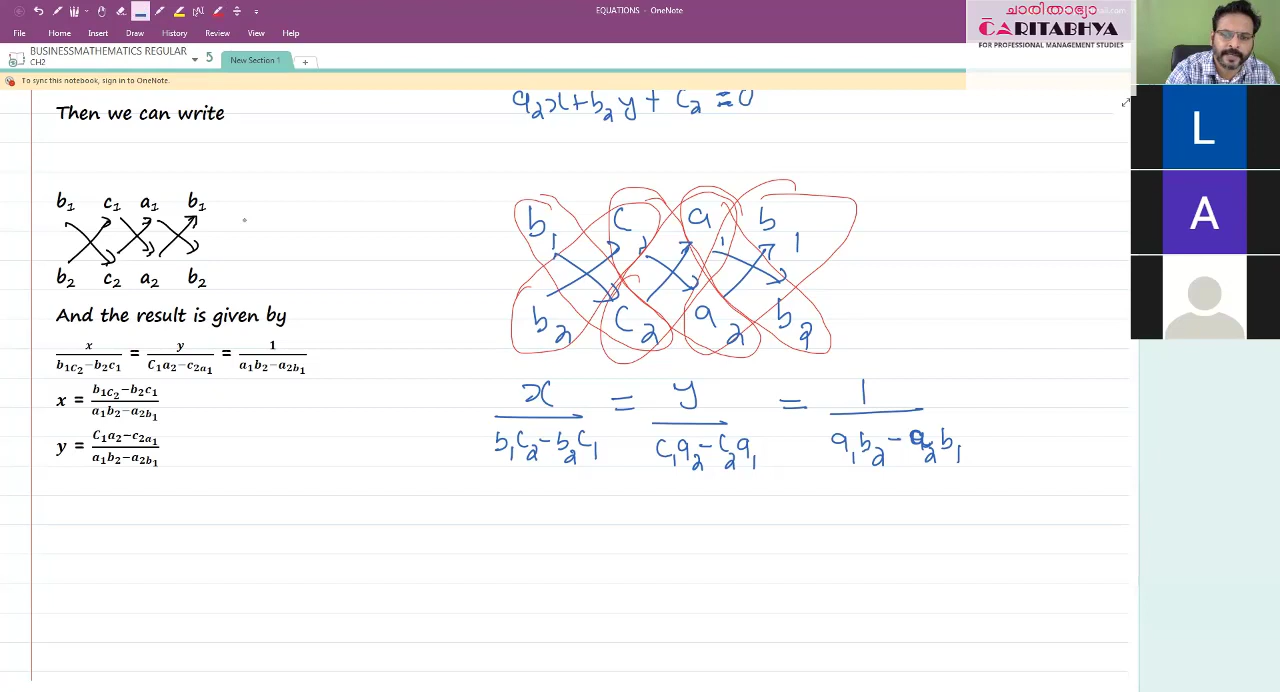 EQUATIONS - OneNote
File Home Insert Draw History Review View Help
BUSINESSMATHEMATICS REGULAR
CH2
New Section 1
To sync this notebook, sign in to OneNote.
ചാരിതാഭ്യാ
CARITABHYA
FOR PROFESSIONAL MANAGEMENT STUDIES
L
A
Then we can write
b₁ c₁ a₁ b₁
b₂ c₂ a₂ b₂
And the result is given by
x/(b₁c₂−b₂c₁) = y/(C₁a₂−c₂a₁) = 1/(a₁b₂−a₂b₁)
x = (b₁c₂−b₂c₁)/(a₁b₂−a₂b₁)
y = (C₁a₂−c₂a₁)/(a₁b₂−a₂b₁)
a₂x + b₂y + c₂ = 0
b₁ c₁ a₁ b₁
b₂ c₂ a₂ b₂
x/(b₁c₂−b₂c₁) = y/(c₁a₂−c₂a₁) = 1/(a₁b₂−a₂b₁)